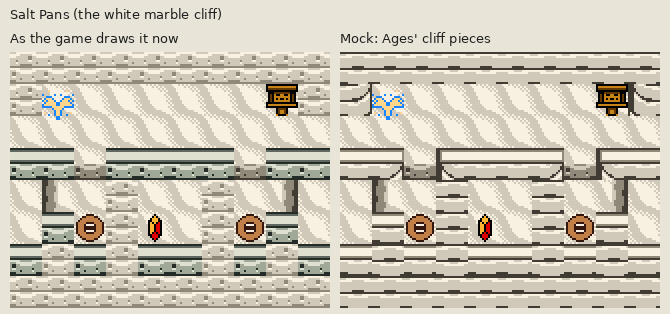 Salt Pans (the white marble cliff)
As the game draws it now
Mock: Ages' cliff pieces